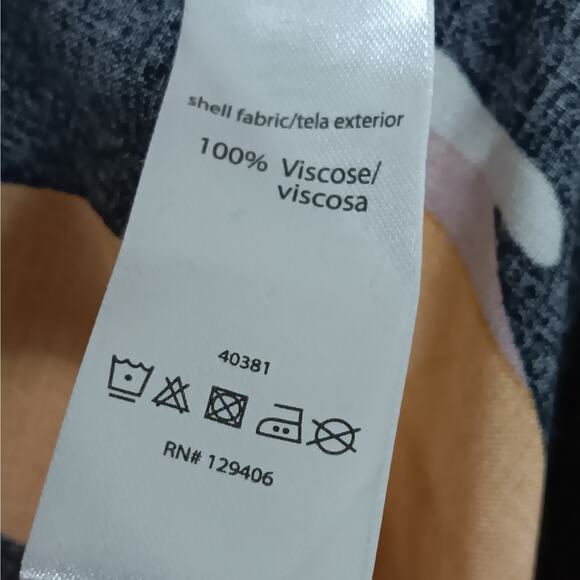 shell fabric/tela exterior
100% Viscose/
viscosa
40381
RN# 129406